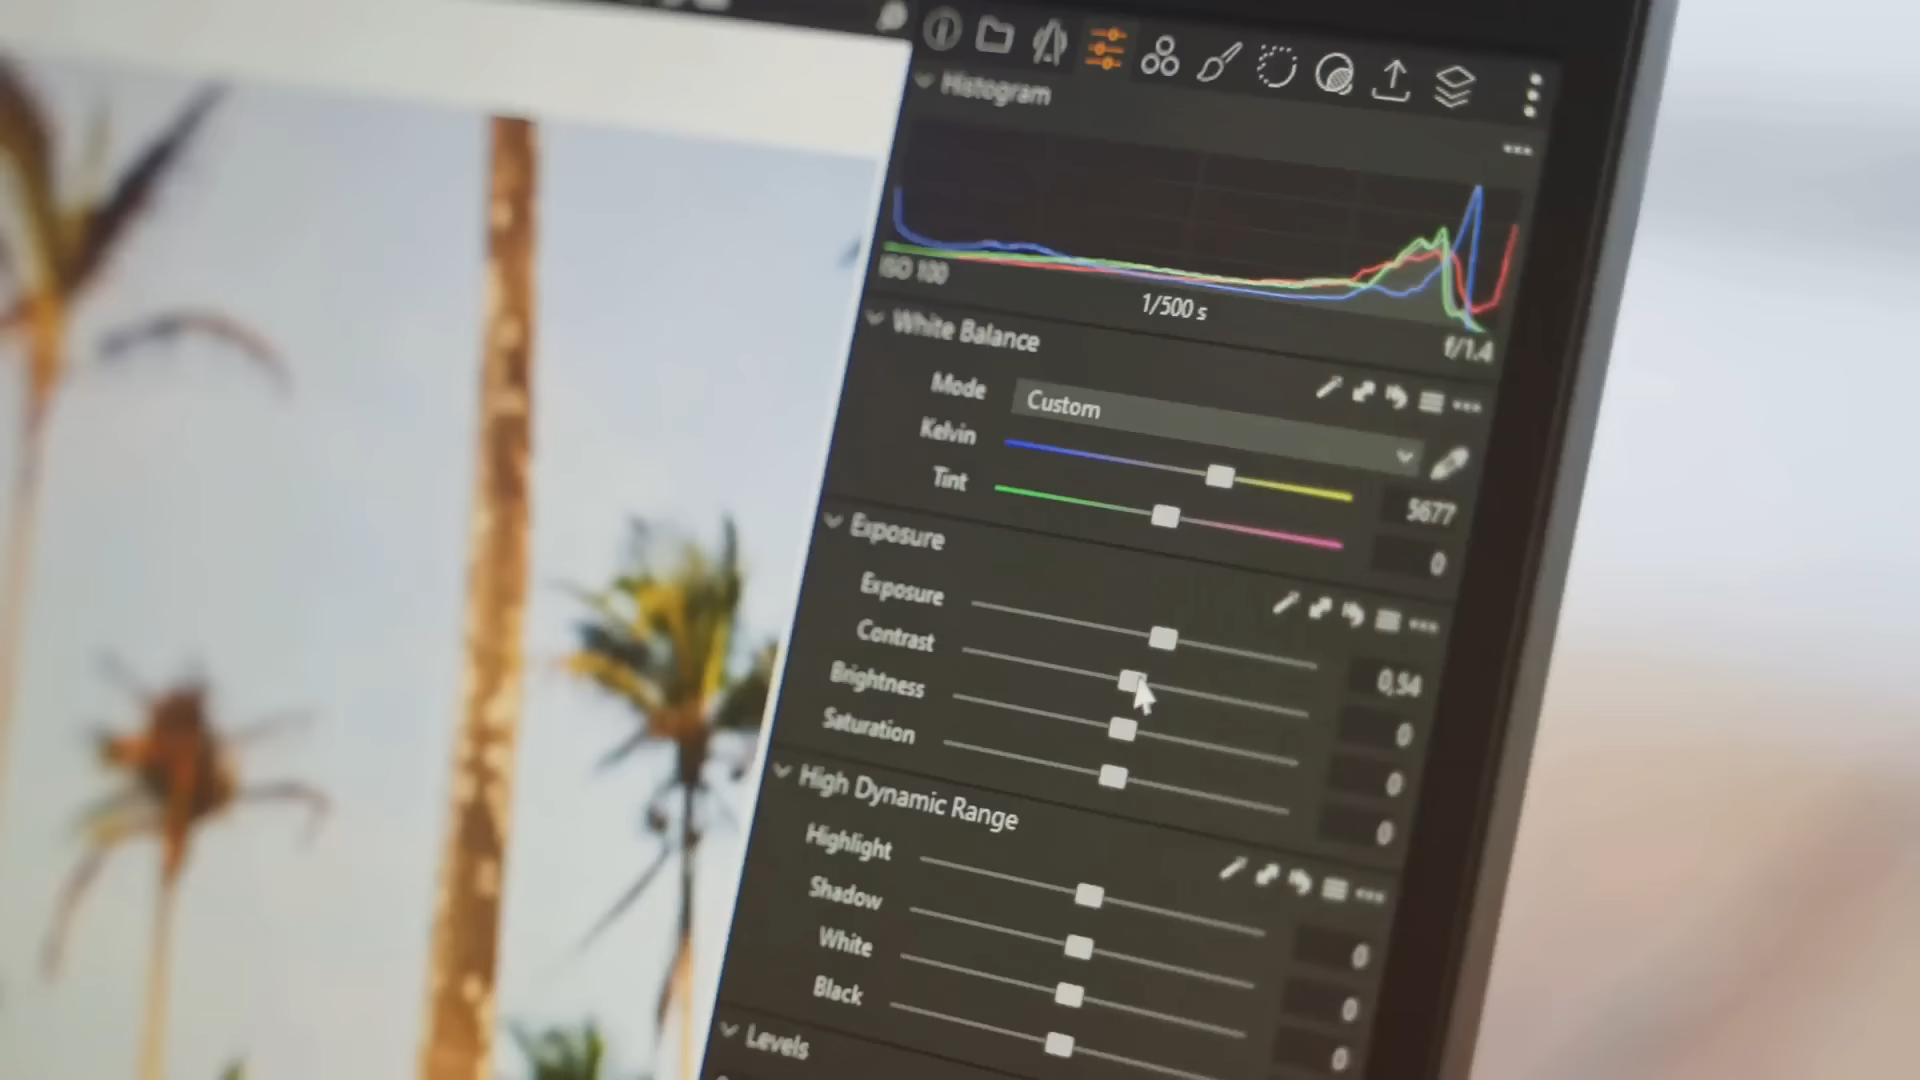 Histogram
ISO 100
1/500 s
f/1.4
White Balance
Mode
Custom
Kelvin
5677
Tint
0
Exposure
Exposure
0,54
Contrast
0
Brightness
0
Saturation
0
High Dynamic Range
Highlight
0
Shadow
0
White
0
Black
Levels